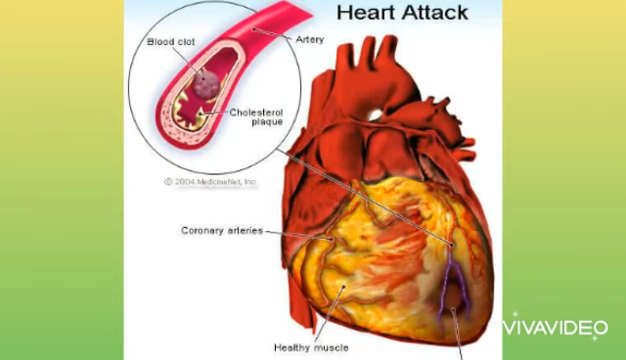 Heart Attack
Blood clot
Artery
Cholesterol
plaque
© 2004 MedicineNet, Inc.
Coronary arteries
Healthy muscle
VIVAVIDEO